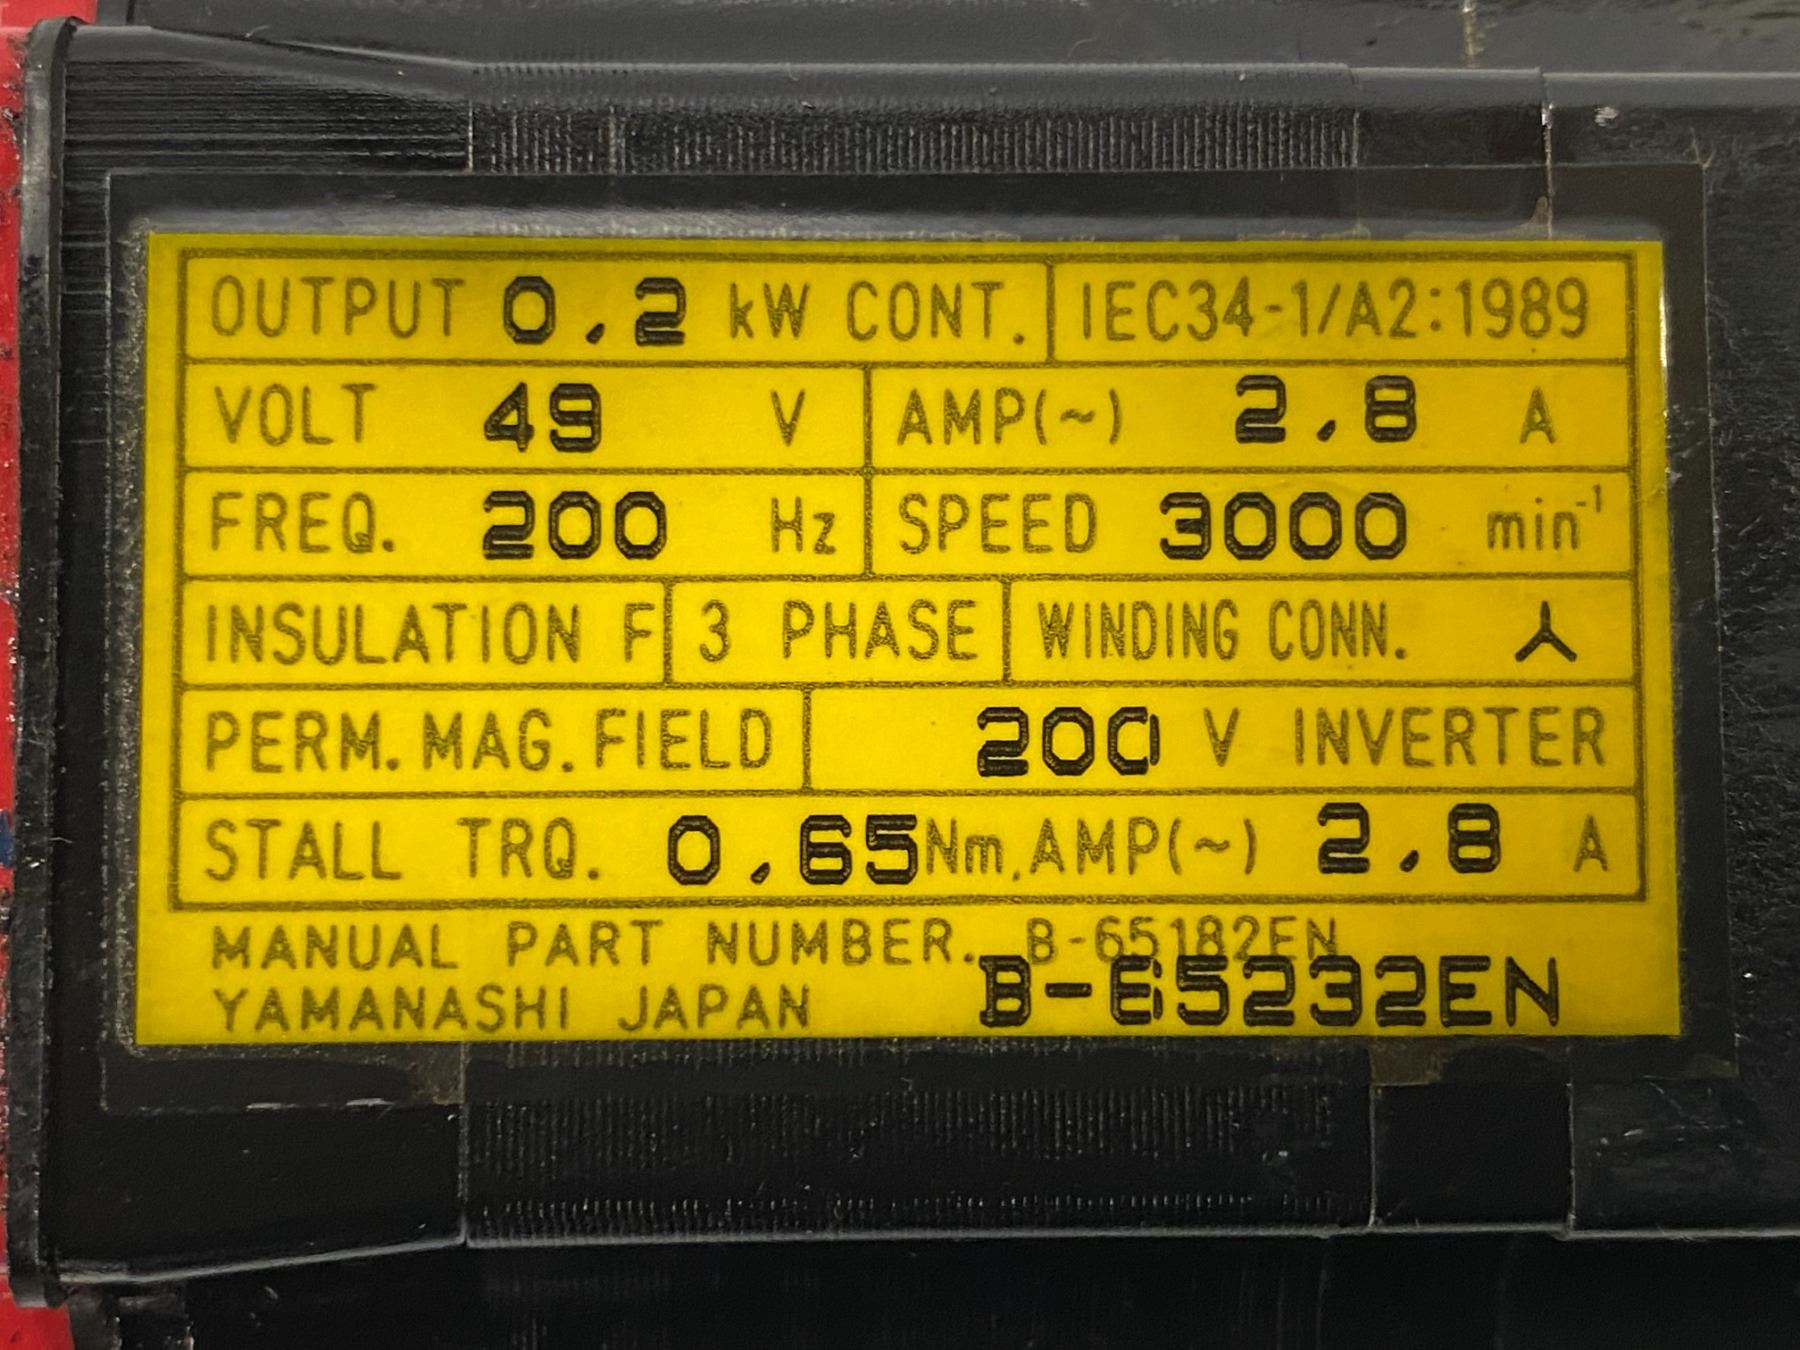 OUTPUT 0.2 kW CONT. IEC34-1/A2:1989
VOLT 49 V AMP(~) 2.8 A
FREQ. 200 Hz SPEED 3000 min⁻¹
INSULATION F 3 PHASE WINDING CONN.
PERM. MAG. FIELD 200 V INVERTER
STALL TRQ. 0.65 Nm, AMP(~) 2.8 A
MANUAL PART NUMBER. B-65182EN
YAMANASHI JAPAN B-65232EN